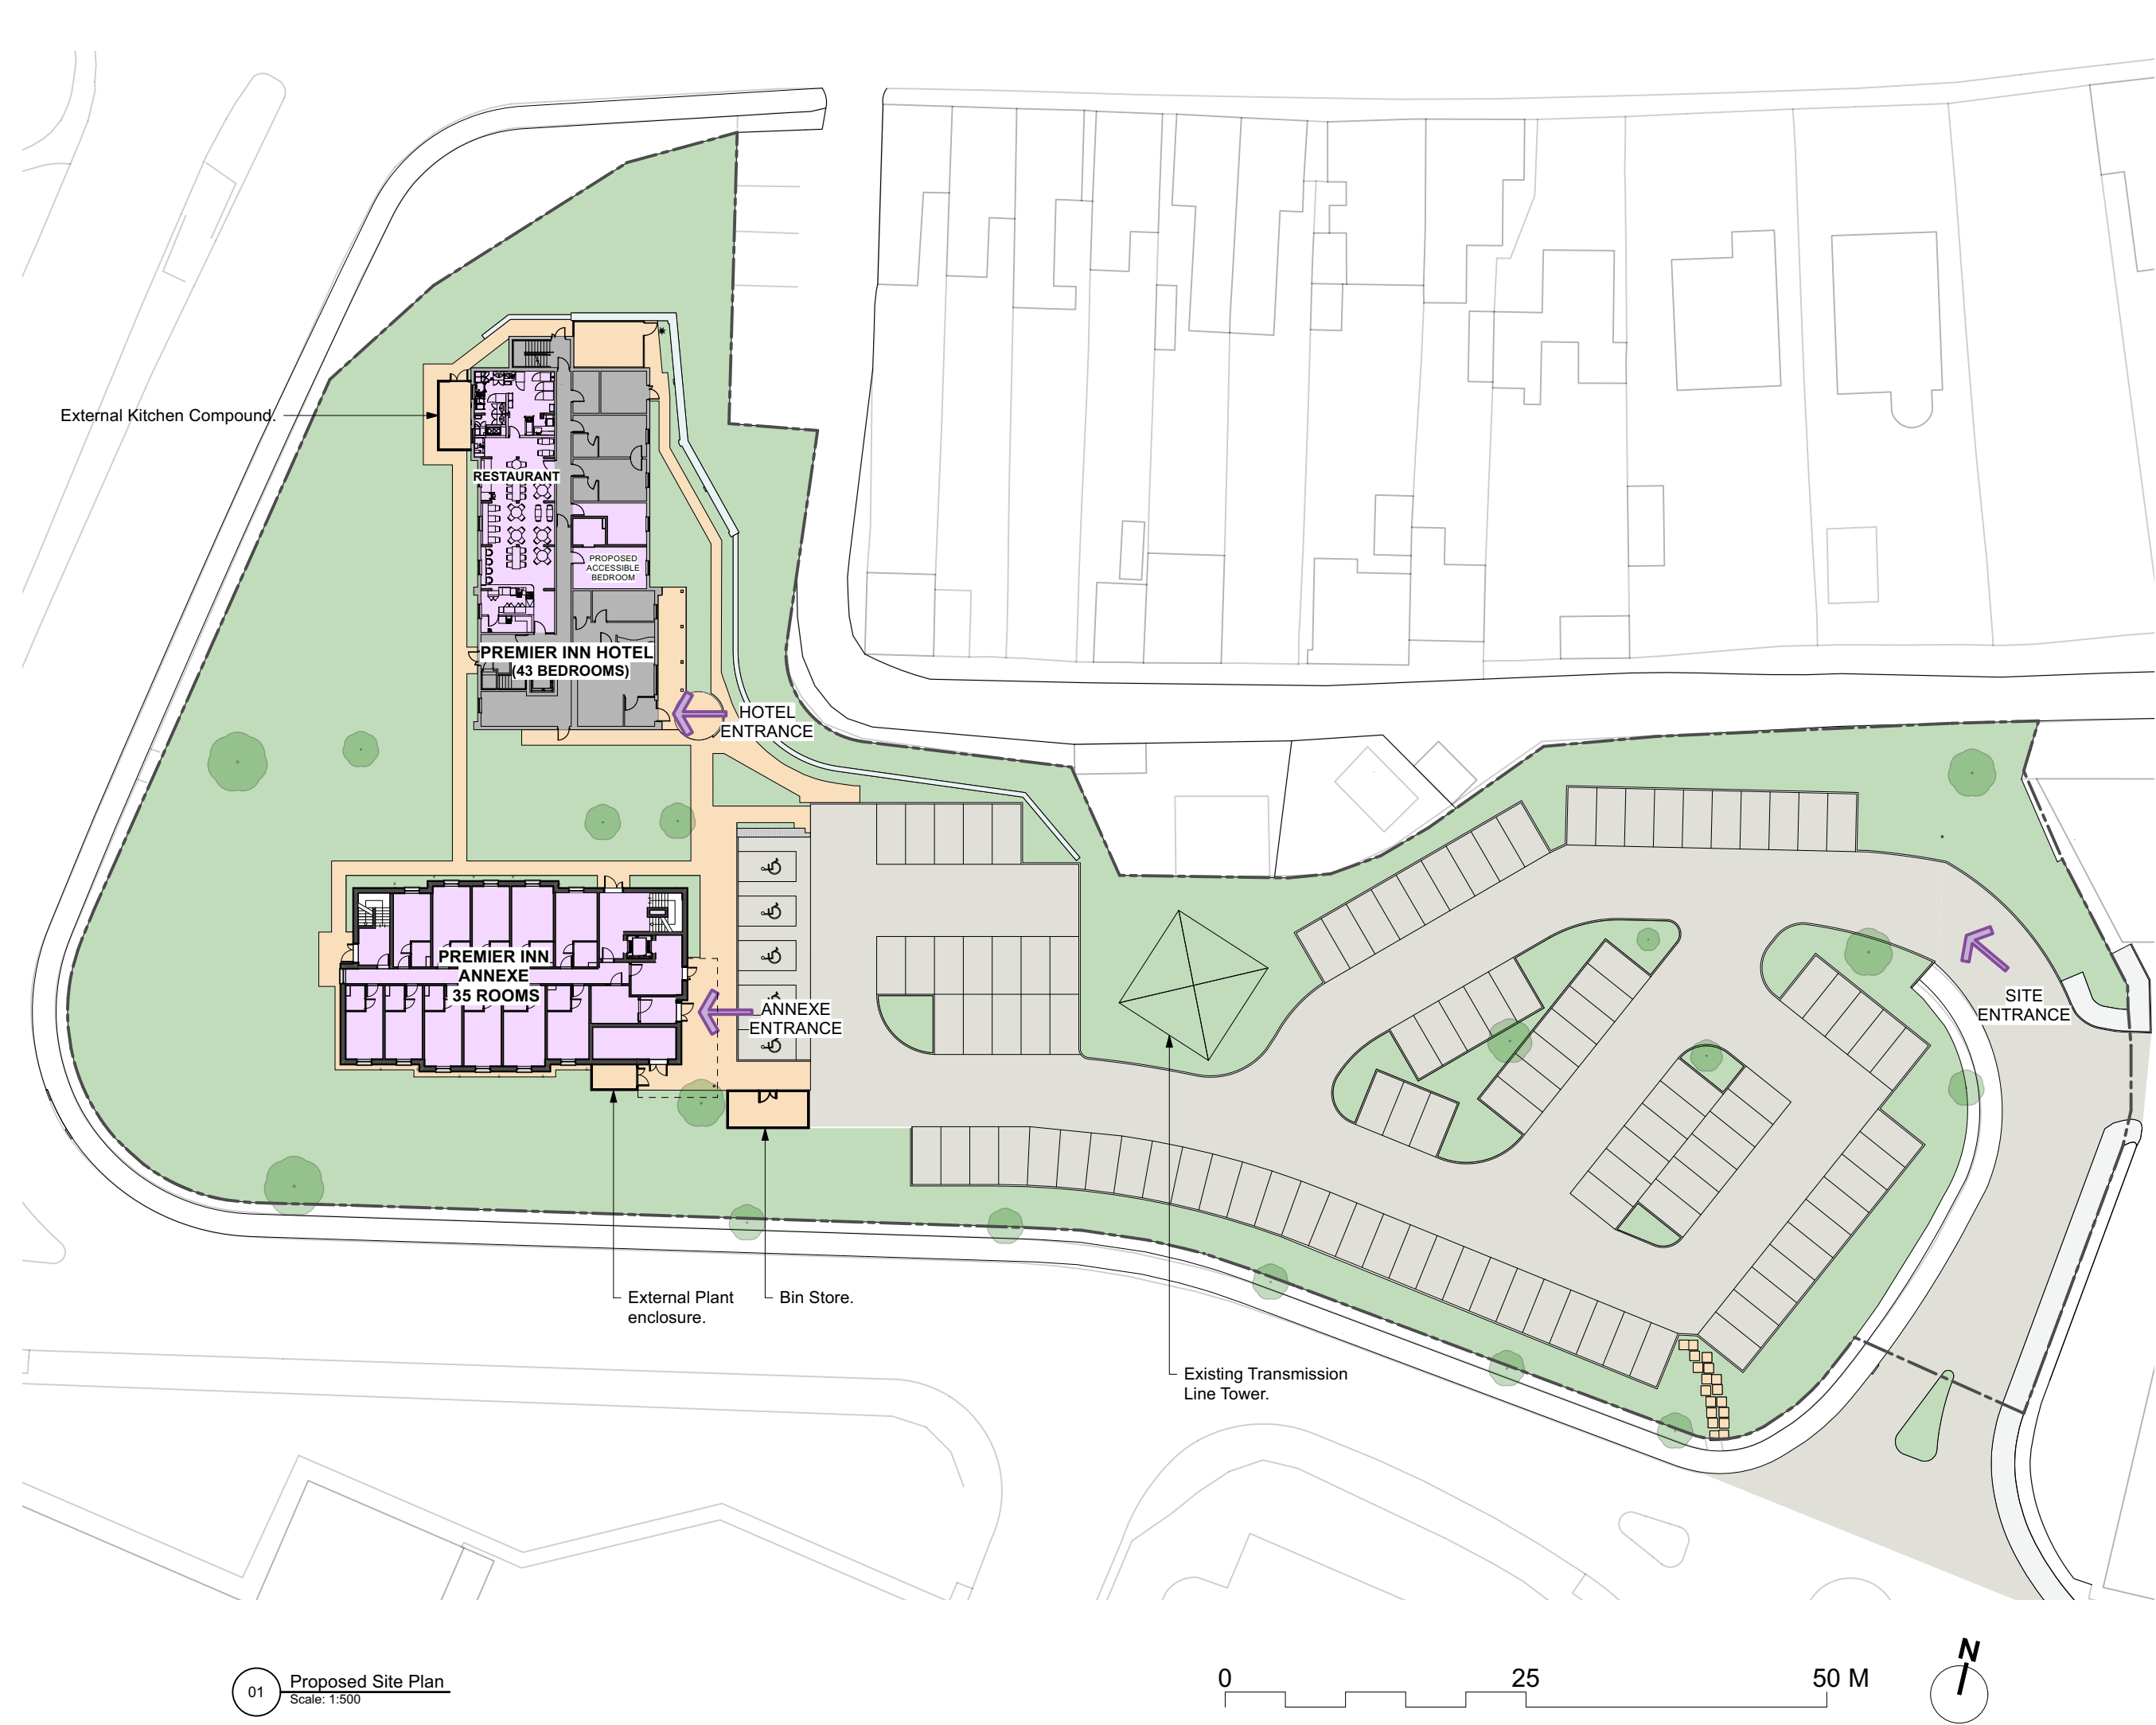 External Kitchen Compound.
RESTAURANT
PROPOSED
ACCESSIBLE
BEDROOM
PREMIER INN HOTEL
(43 BEDROOMS)
HOTEL
ENTRANCE
PREMIER INN
ANNEXE
35 ROOMS
ANNEXE
ENTRANCE
SITE
ENTRANCE
External Plant
enclosure.
Bin Store.
Existing Transmission
Line Tower.
01
Proposed Site Plan
Scale: 1:500
0
25
50 M
N